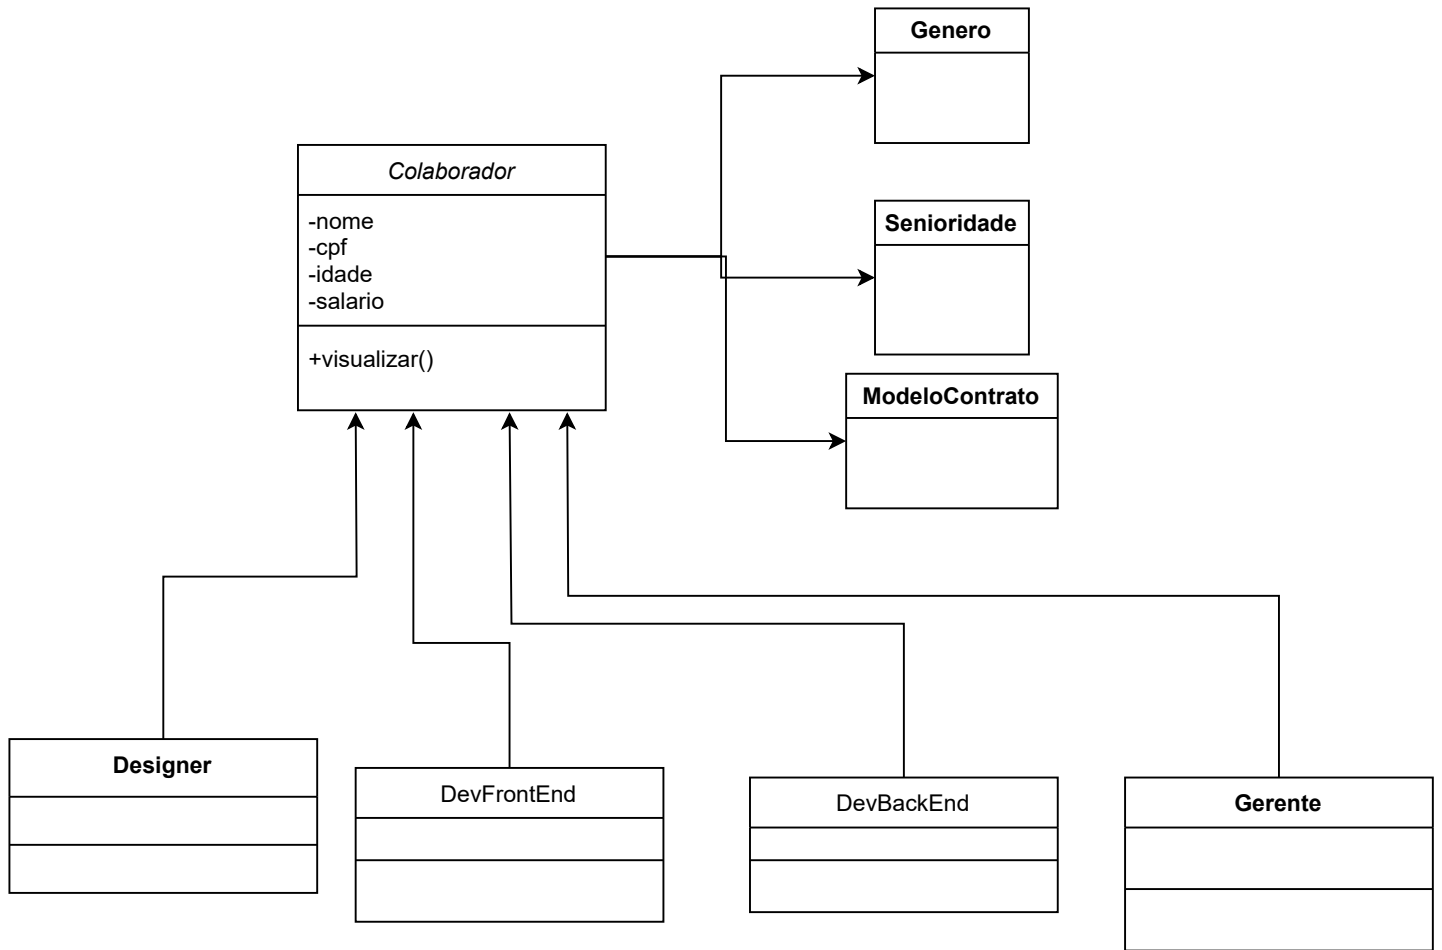 Genero
Colaborador
-nome
-cpf
-idade
-salario
+visualizar()
Senioridade
ModeloContrato
Designer
DevFrontEnd
DevBackEnd
Gerente